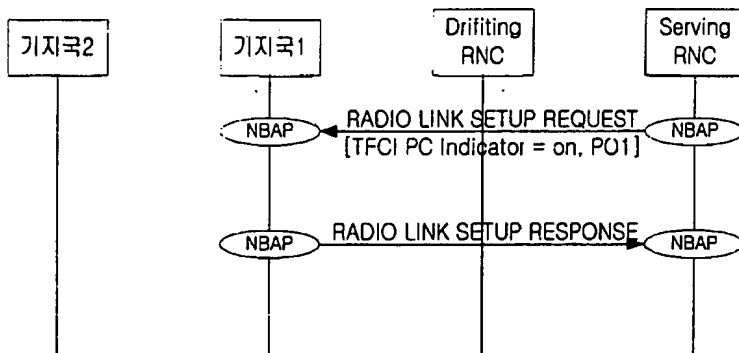 기지국2
기지국1
Drifiting
RNC
Serving
RNC
NBAP
RADIO LINK SETUP REQUEST
NBAP
[TFCI PC Indicator = on, PO1]
NBAP
RADIO LINK SETUP RESPONSE
NBAP